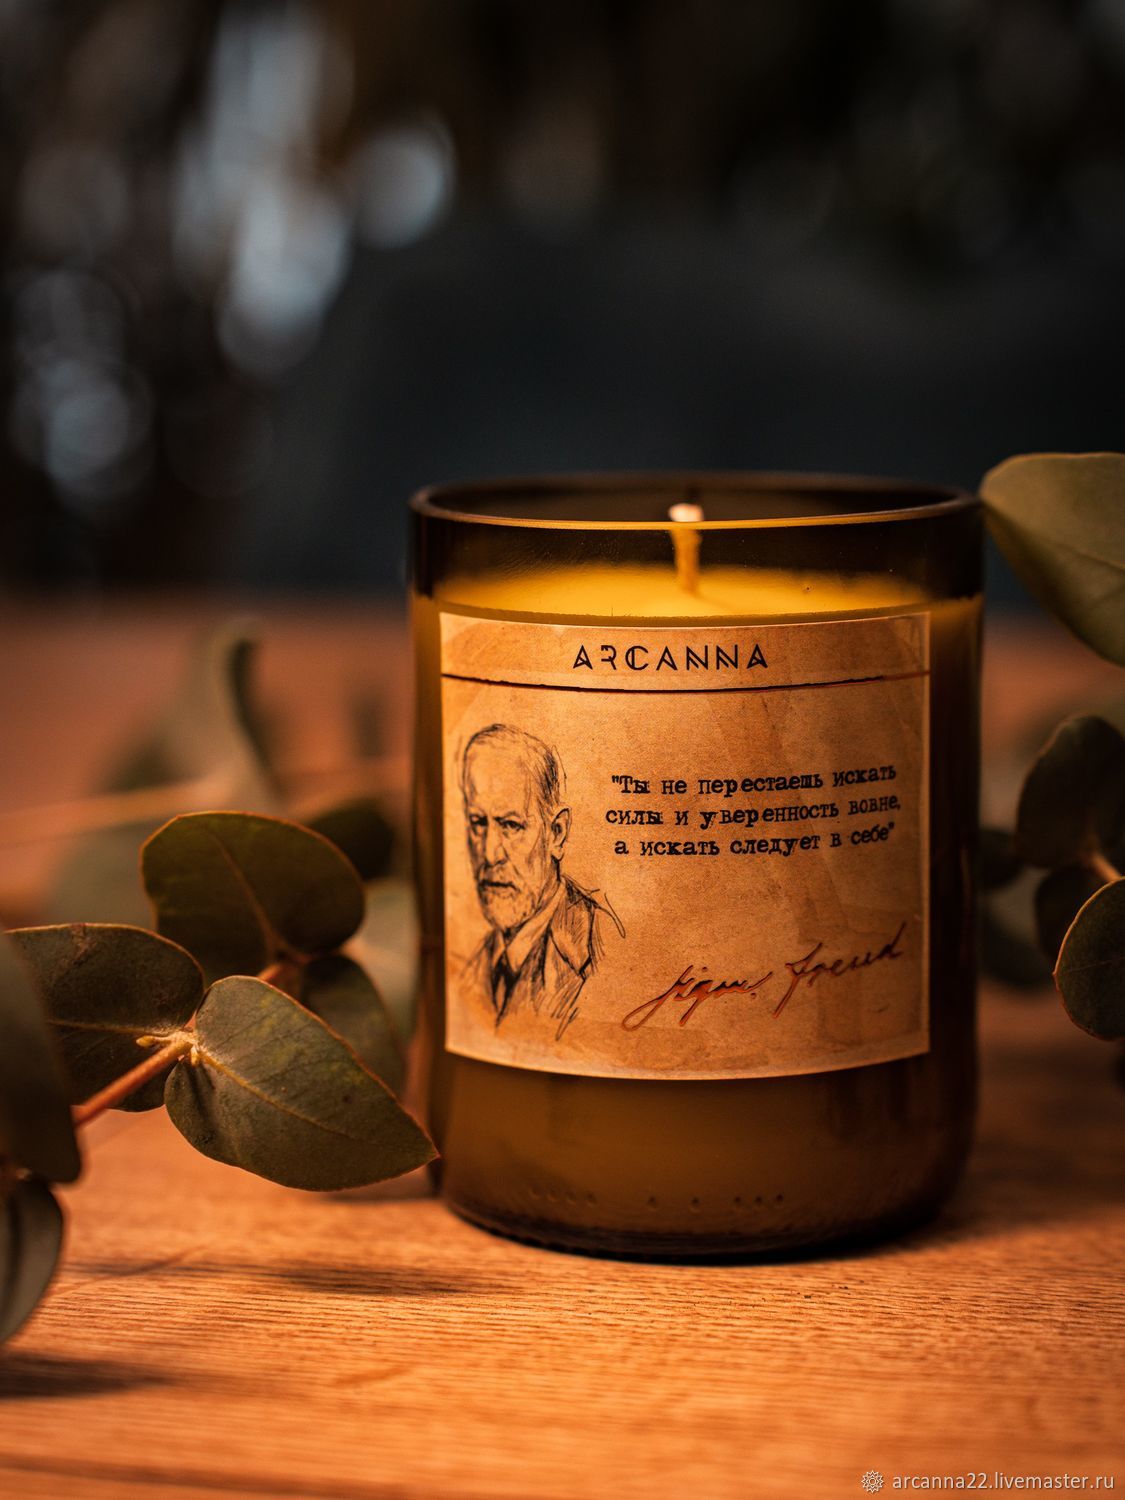 ARCANNA
"Ты не перестаешь искать
силы и уверенность вовне,
а искать следует в себе"
Sigm. Freud
arcanna22.livemaster.ru